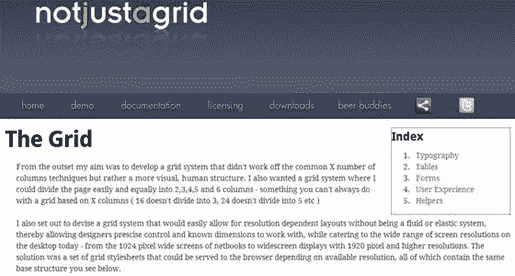 notjustagrid
home demo documentation licensing downloads beer buddies
The Grid
Index
1. Typography
2. Tables
3. Forms
4. User Experience
5. Helpers
From the outset my aim was to develop a grid system that didn't work off the common X number of
columns techniques but rather a more visual, human structure. I also wanted a grid system where I
could divide the page easily and equally into 2,3,4,5 and 6 columns - something you can't always do
with a grid based on X columns ( 16 doesn't divide into 3, 24 doesn't divide into 5 etc )
I also set out to devise a grid system that would easily allow for resolution dependent layouts without being a fluid or elastic system,
thereby allowing designers precise control and known dimensions to work with, while catering to the wide range of screen resolutions on
the desktop today - from the 1024 pixel wide screens of netbooks to widescreen displays with 1920 pixel and higher resolutions. The
solution was a set of grid stylesheets that could be served to the browser depending on available resolution, all of which contain the same
base structure you see below.